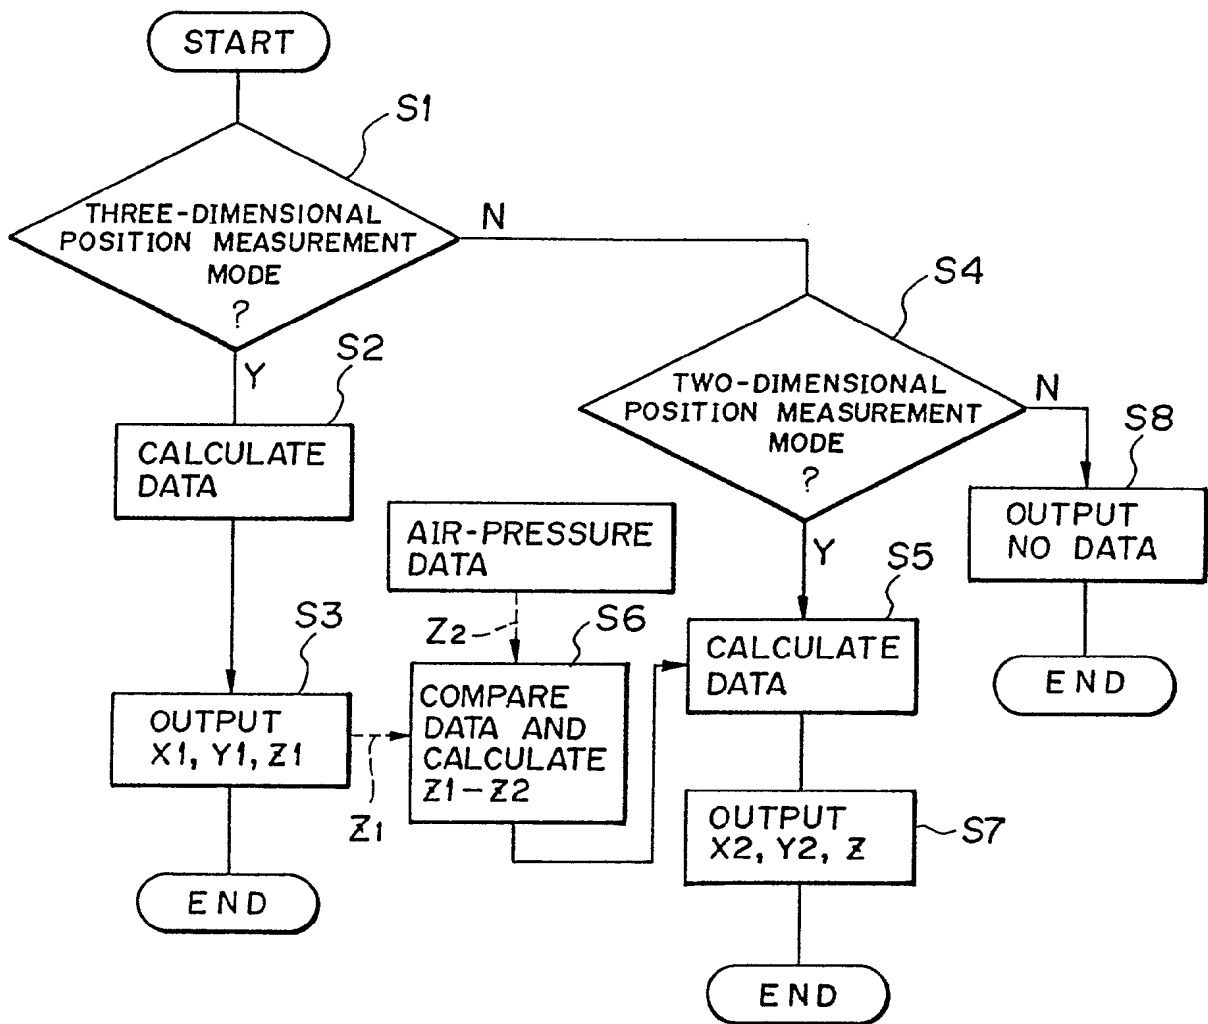 START
S1
THREE-DIMENSIONAL
POSITION MEASUREMENT
MODE
?
N
Y
S2
CALCULATE
DATA
S3
OUTPUT
X1, Y1, Z1
Z1
END
AIR-PRESSURE
DATA
Z2
S6
COMPARE
DATA AND
CALCULATE
Z1-Z2
S4
TWO-DIMENSIONAL
POSITION MEASUREMENT
MODE
?
N
Y
S5
CALCULATE
DATA
OUTPUT
X2, Y2, Z
S7
END
S8
OUTPUT
NO DATA
END